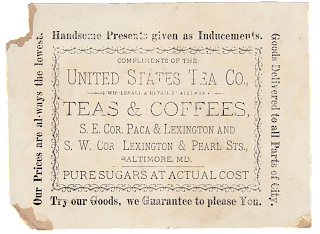 Handsome Presents given as Inducements.
Our Prices are al-ways the lowest.
COMPLIMENTS OF THE
UNITED STATES TEA CO.,
WHOLESALE & RETAIL
TEAS & COFFEES,
S. E. COR. PACA & LEXINGTON AND
S. W. COR LEXINGTON & PEARL STS.,
BALTIMORE, MD.
PURE SUGARS AT ACTUAL COST
Goods Delivered to all Parts of City.
Try our Goods, we Guarantee to please You.